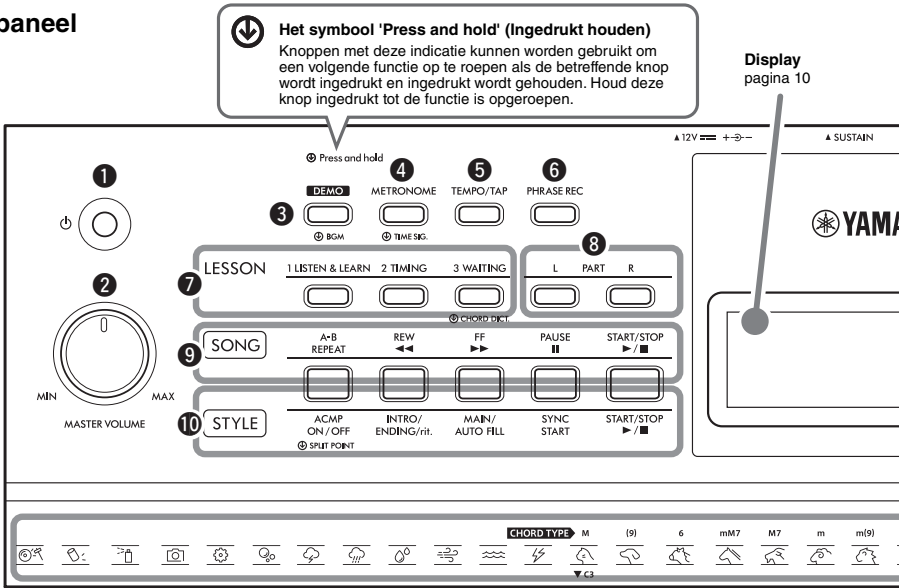 paneel
Het symbool 'Press and hold' (Ingedrukt houden)
Knoppen met deze indicatie kunnen worden gebruikt om
een volgende functie op te roepen als de betreffende knop
wordt ingedrukt en ingedrukt wordt gehouden. Houd deze
knop ingedrukt tot de functie is opgeroepen.
Display
pagina 10
▲12V
▲ SUSTAIN
Press and hold
1
3
4
5
6
DEMO
METRONOME
TEMPO/TAP
PHRASE REC
BGM
TIME SIG.
YAMA
2
MIN
MAX
MASTER VOLUME
7
LESSON
1 LISTEN & LEARN
2 TIMING
3 WAITING
CHORD DICT.
8
L
PART
R
9
SONG
A•B
REPEAT
REW
◄◄
FF
►►
PAUSE
II
START/STOP
►/■
10
STYLE
ACMP
ON/OFF
SPLIT POINT
INTRO/
ENDING/rit.
MAIN/
AUTO FILL
SYNC
START
START/STOP
►/■
CHORD TYPE
M
(9)
6
mM7
M7
m
m(9)
▼C3